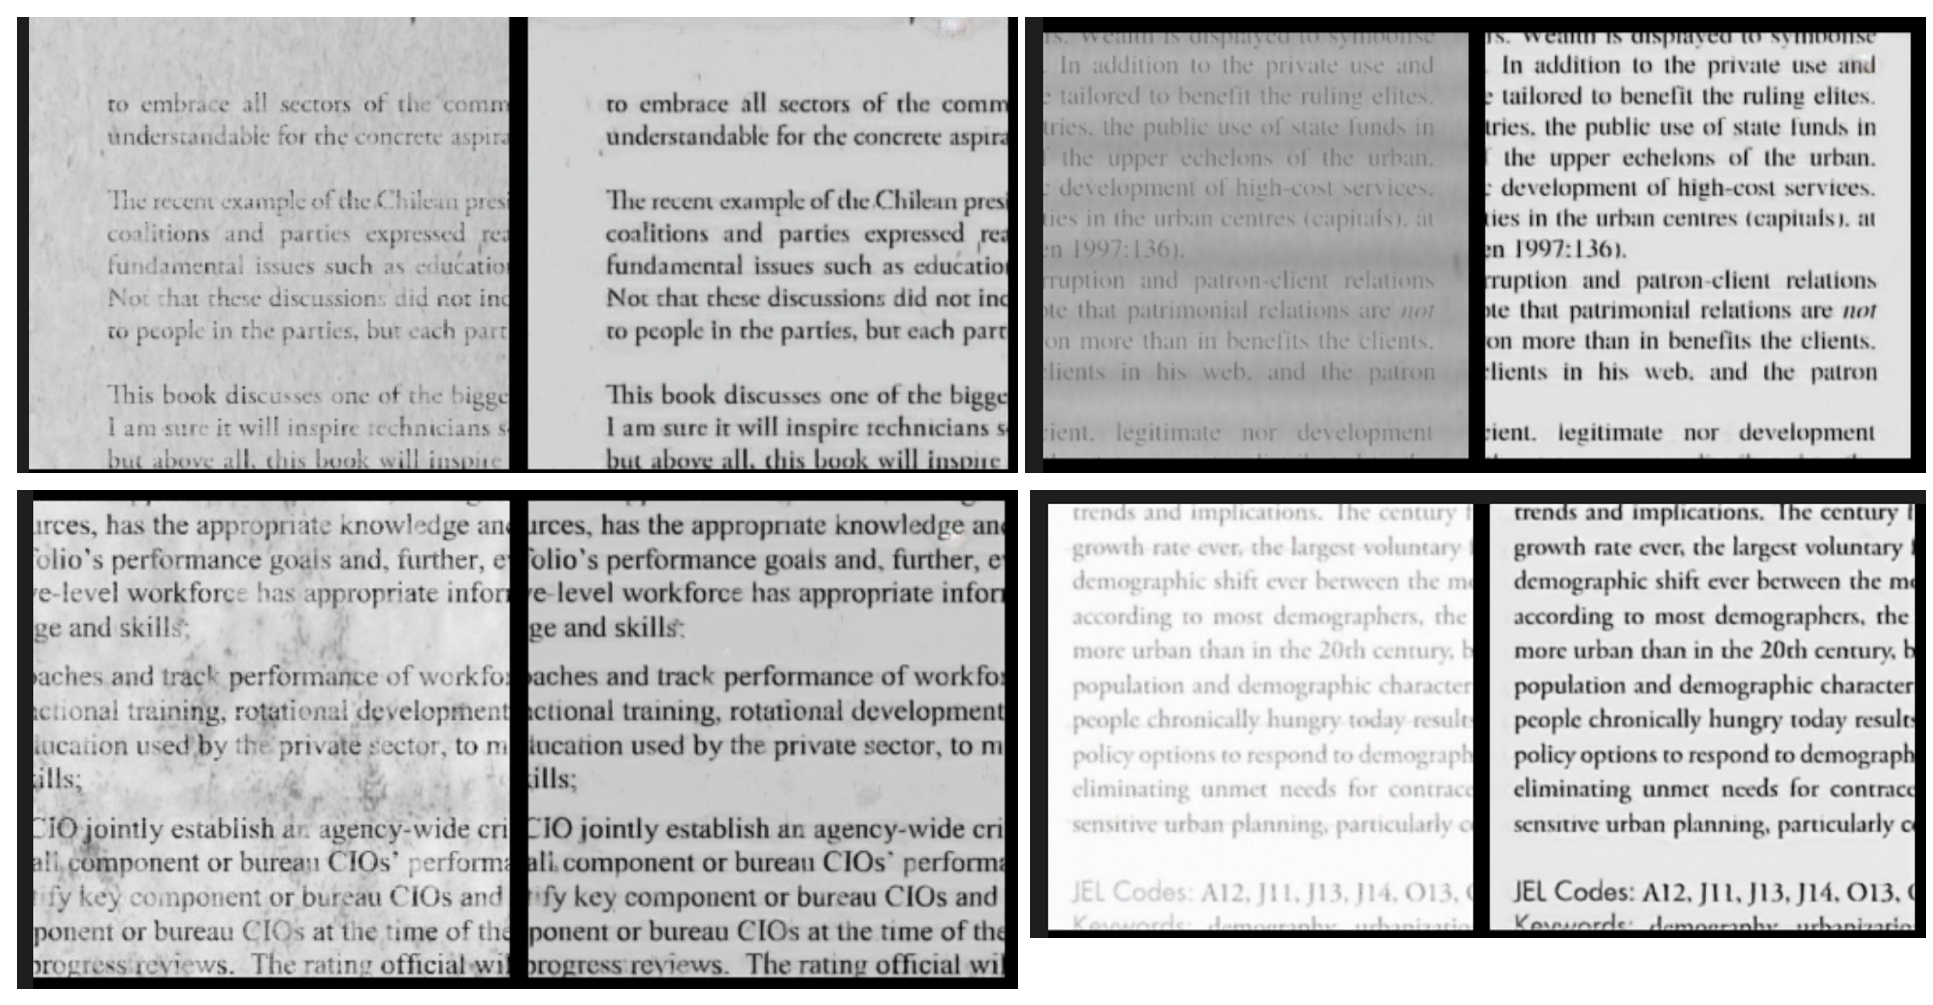 to embrace all sectors of the comm
understandable for the concrete aspira
The recent example of the Chilean presi
coalitions and parties expressed rea
fundamental issues such as education
Not that these discussions did not inc
to people in the parties, but each part
This book discusses one of the bigge
I am sure it will inspire technicians s
but above all, this book will inspire
to embrace all sectors of the comm
understandable for the concrete aspira
The recent example of the Chilean presi
coalitions and parties expressed rea
fundamental issues such as education
Not that these discussions did not inc
to people in the parties, but each part
This book discusses one of the bigge
I am sure it will inspire technicians s
but above all, this book will inspire
rs. Wealth is displayed to symbolise
. In addition to the private use and
e tailored to benefit the ruling elites.
tries, the public use of state funds in
f the upper echelons of the urban.
c development of high-cost services.
ties in the urban centres (capitals), at
en 1997:136).
rruption and patron-client relations
ote that patrimonial relations are not
on more than in benefits the clients.
clients in his web, and the patron
cient, legitimate nor development
rs. Wealth is displayed to symbolise
. In addition to the private use and
e tailored to benefit the ruling elites.
tries, the public use of state funds in
f the upper echelons of the urban.
c development of high-cost services.
ties in the urban centres (capitals), at
en 1997:136).
rruption and patron-client relations
ote that patrimonial relations are not
on more than in benefits the clients.
clients in his web, and the patron
cient, legitimate nor development
urces, has the appropriate knowledge and
folio's performance goals and, further, e
e-level workforce has appropriate infor
ge and skills;
oaches and track performance of workfo
actional training, rotational development
ducation used by the private sector, to m
ills;
CIO jointly establish an agency-wide cri
all component or bureau CIOs' performa
ify key component or bureau CIOs and
ponent or bureau CIOs at the time of the
progress reviews. The rating official wil
urces, has the appropriate knowledge and
folio's performance goals and, further, e
e-level workforce has appropriate infor
ge and skills;
oaches and track performance of workfo
actional training, rotational development
ducation used by the private sector, to m
ills;
CIO jointly establish an agency-wide cri
all component or bureau CIOs' performa
ify key component or bureau CIOs and
ponent or bureau CIOs at the time of the
progress reviews. The rating official wil
trends and implications. The century
growth rate ever, the largest voluntary
demographic shift ever between the mo
according to most demographers, the
more urban than in the 20th century, b
population and demographic character
people chronically hungry today results
policy options to respond to demograph
eliminating unmet needs for contrace
sensitive urban planning, particularly c
JEL Codes: A12, J11, J13, J14, O13,
Keywords: demography, urbanizatio
trends and implications. The century
growth rate ever, the largest voluntary
demographic shift ever between the mo
according to most demographers, the
more urban than in the 20th century, b
population and demographic character
people chronically hungry today results
policy options to respond to demograph
eliminating unmet needs for contrace
sensitive urban planning, particularly c
JEL Codes: A12, J11, J13, J14, O13,
Keywords: demography, urbanizatio